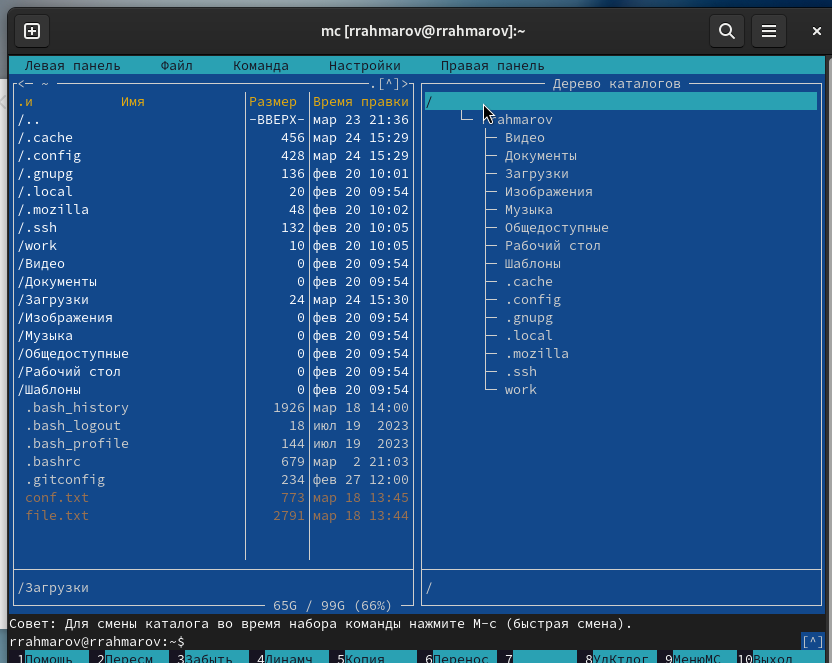 mc [rrahmarov@rrahmarov]:~
Левая панель Файл Команда Настройки Правая панель
<─ ~ .[^]> Дерево каталогов
.и Имя Размер Время правки /
/.. -ВВЕРХ- мар 23 21:36 ahmarov
/.cache 456 мар 24 15:29 Видео
/.config 428 мар 24 15:29 Документы
/.gnupg 136 фев 20 10:01 Загрузки
/.local 20 фев 20 09:54 Изображения
/.mozilla 48 фев 20 10:02 Музыка
/.ssh 132 фев 20 10:05 Общедоступные
/work 10 фев 20 10:05 Рабочий стол
/Видео 0 фев 20 09:54 Шаблоны
/Документы 0 фев 20 09:54 .cache
/Загрузки 24 мар 24 15:30 .config
/Изображения 0 фев 20 09:54 .gnupg
/Музыка 0 фев 20 09:54 .local
/Общедоступные 0 фев 20 09:54 .mozilla
/Рабочий стол 0 фев 20 09:54 .ssh
/Шаблоны 0 фев 20 09:54 work
.bash_history 1926 мар 18 14:00
.bash_logout 18 июл 19 2023
.bash_profile 144 июл 19 2023
.bashrc 679 мар 2 21:03
.gitconfig 234 фев 27 12:00
conf.txt 773 мар 18 13:45
file.txt 2791 мар 18 13:44
/Загрузки /
65G / 99G (66%)
Совет: Для смены каталога во время набора команды нажмите M-c (быстрая смена).
rrahmarov@rrahmarov:~$ [^]
1Помощь 2Пересм 3Забыть 4Динамч 5Копия 6Перенос 7 8УдКтлог 9МенюMC 10Выход